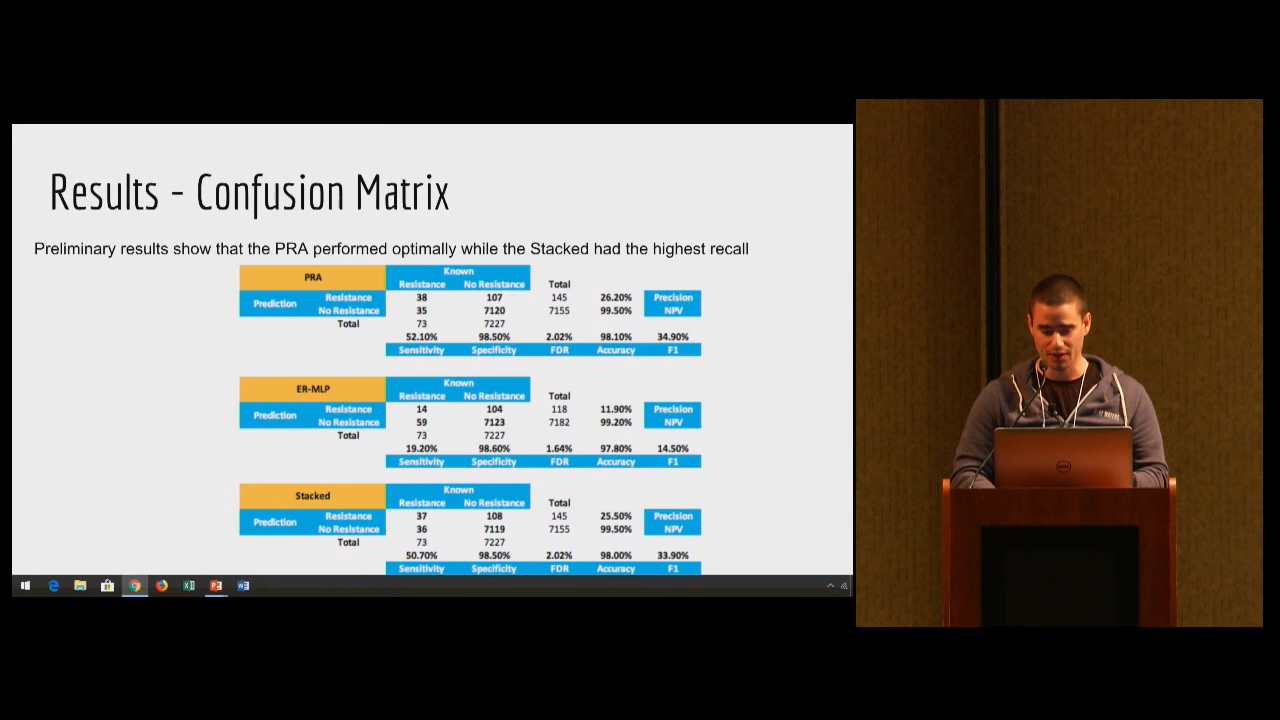 Results - Confusion Matrix
Preliminary results show that the PRA performed optimally while the Stacked had the highest recall
PRA Known
Resistance No Resistance Total
Prediction Resistance 38 107 145 26.20% Precision
No Resistance 35 7120 7155 99.50% NPV
Total 73 7227
52.10% 98.50% 2.02% 98.10% 34.90%
Sensitivity Specificity FDR Accuracy F1
ER-MLP Known
Resistance No Resistance Total
Prediction Resistance 14 104 118 11.90% Precision
No Resistance 59 7123 7182 99.20% NPV
Total 73 7227
19.20% 98.60% 1.64% 97.80% 14.50%
Sensitivity Specificity FDR Accuracy F1
Stacked Known
Resistance No Resistance Total
Prediction Resistance 37 108 145 25.50% Precision
No Resistance 36 7119 7155 99.50% NPV
Total 73 7227
50.70% 98.50% 2.02% 98.00% 33.90%
Sensitivity Specificity FDR Accuracy F1
DELL